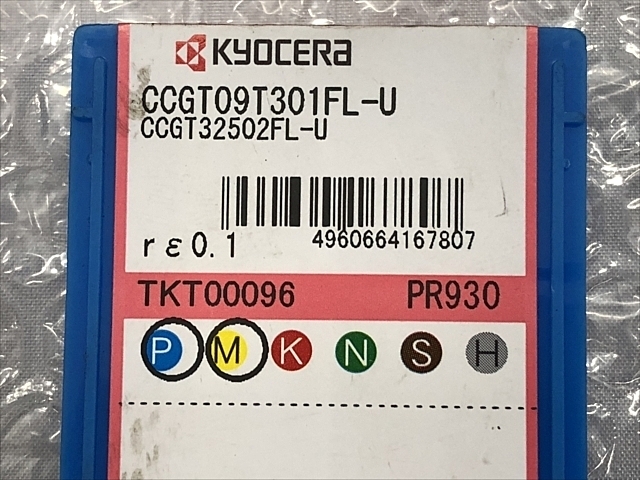 KYOCERA
CCGT09T301FL-U
CCGT32502FL-U
rε0.1
4960664167807
TKT00096 PR930
P M K N S H